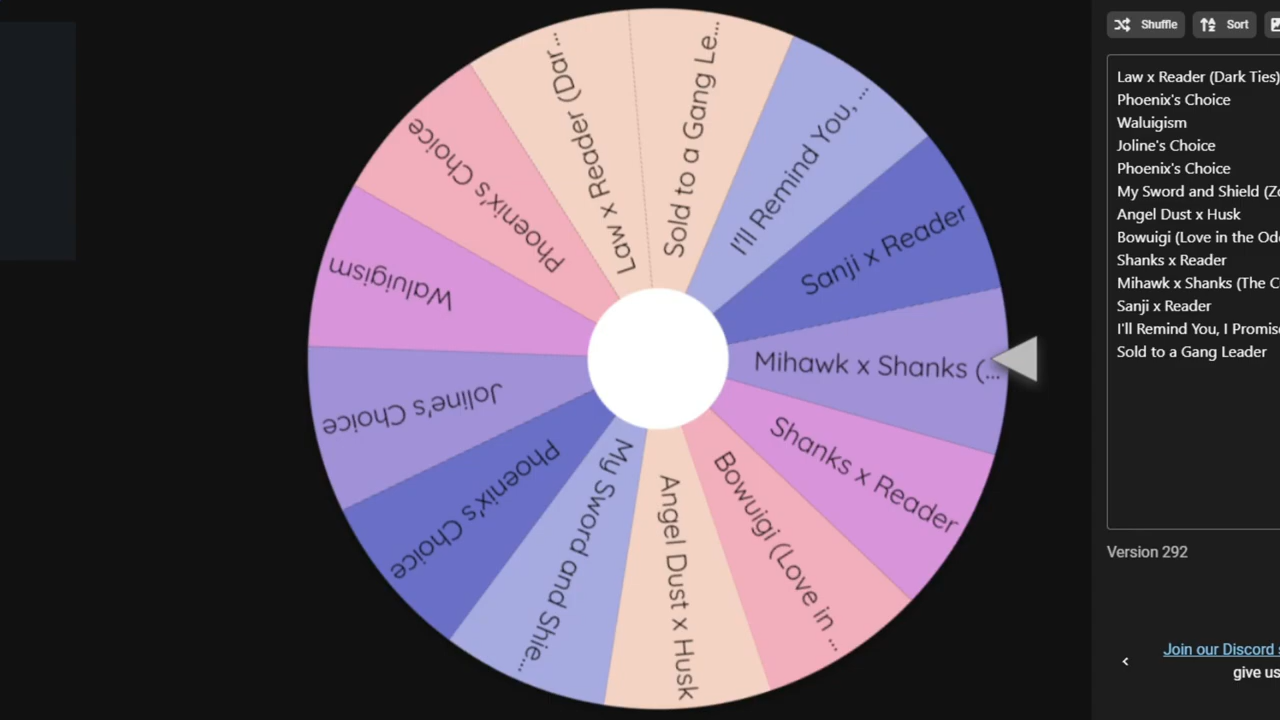 Law x Reader (Dar...
Sold to a Gang Le...
I'll Remind You, ...
Sanji x Reader
Mihawk x Shanks (...
Shanks x Reader
Bowuigi (Love in ...
Angel Dust x Husk
My Sword and Shie...
Phoenix's Choice
Joline's Choice
Waluigism
Phoenix's Choice
Shuffle
Sort
Law x Reader (Dark Ties)
Phoenix's Choice
Waluigism
Joline's Choice
Phoenix's Choice
My Sword and Shield (Z
Angel Dust x Husk
Bowuigi (Love in the Od
Shanks x Reader
Mihawk x Shanks (The C
Sanji x Reader
I'll Remind You, I Promis
Sold to a Gang Leader
Version 292
Join our Discord
give us